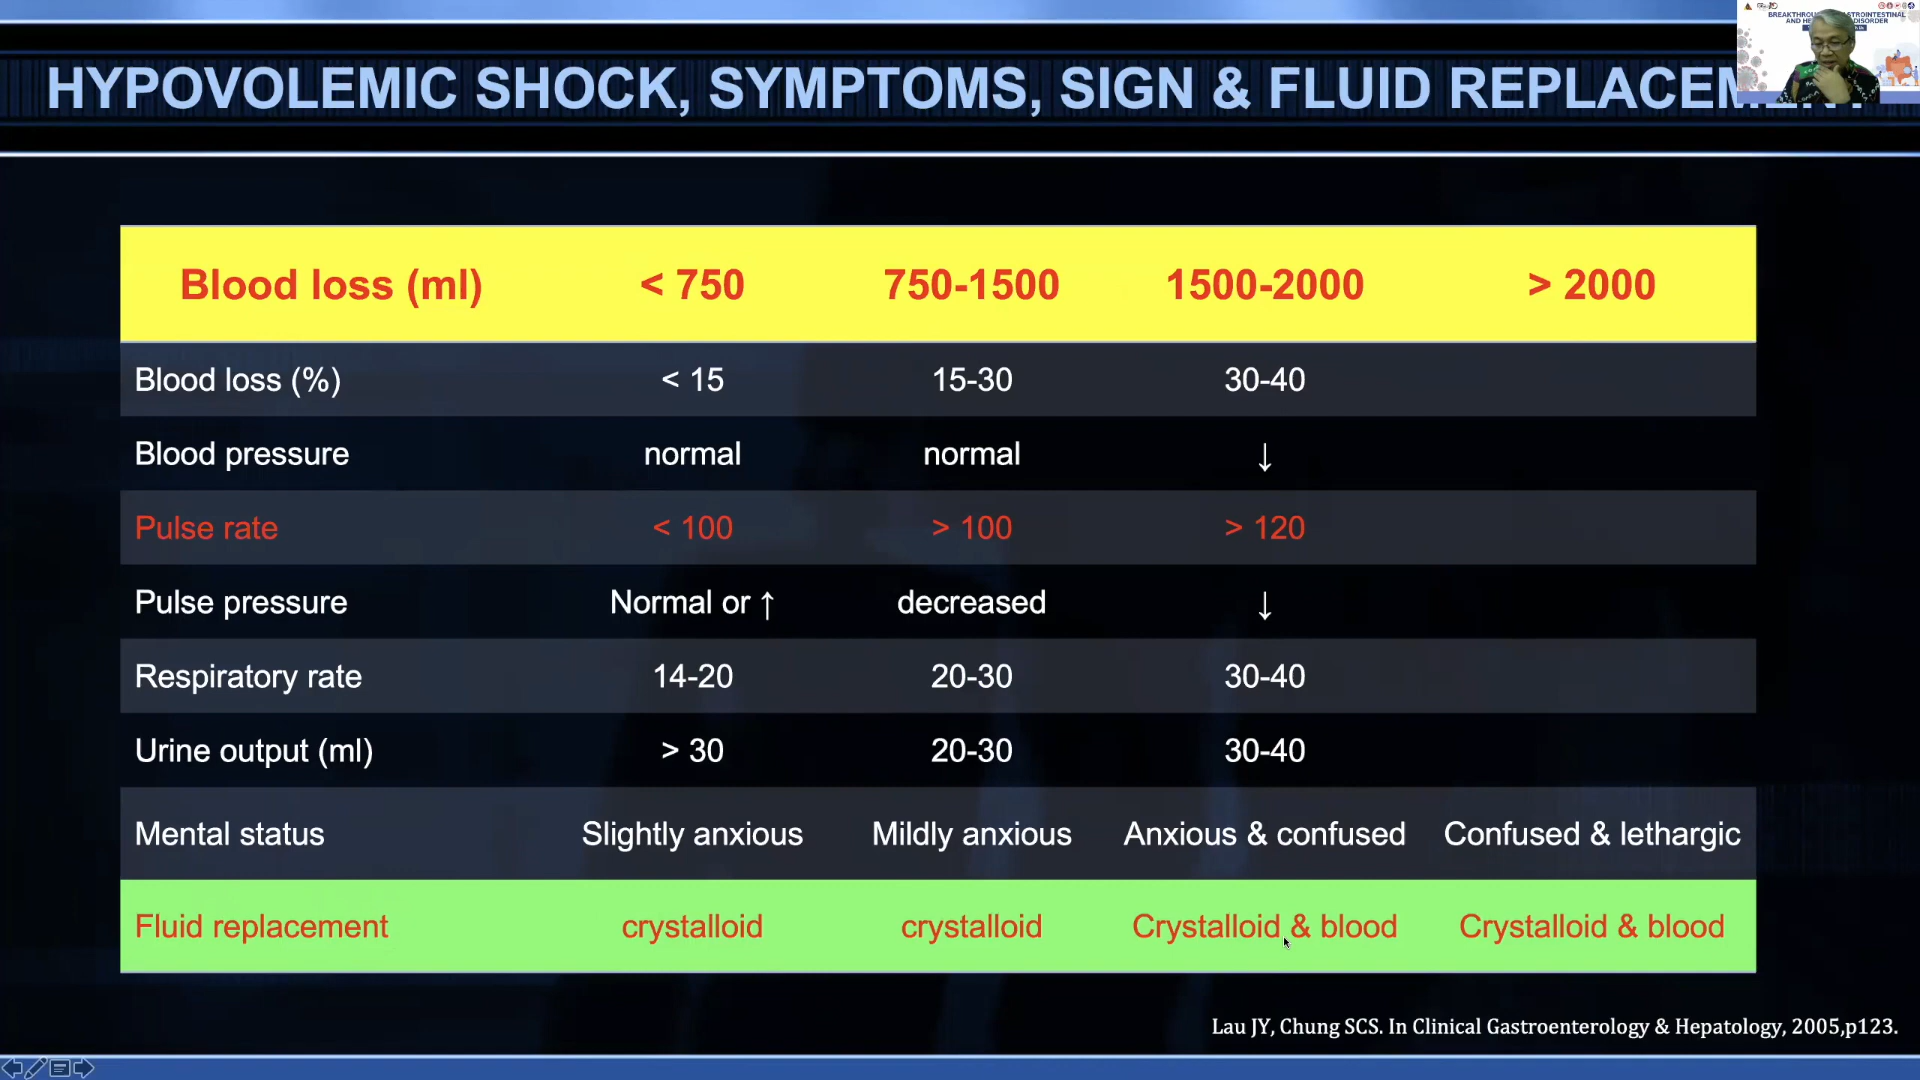 HYPOVOLEMIC SHOCK, SYMPTOMS, SIGN & FLUID REPLACEMENT
Blood loss (ml) < 750 750-1500 1500-2000 > 2000
Blood loss (%) < 15 15-30 30-40
Blood pressure normal normal ↓
Pulse rate < 100 > 100 > 120
Pulse pressure Normal or ↑ decreased ↓
Respiratory rate 14-20 20-30 30-40
Urine output (ml) > 30 20-30 30-40
Mental status Slightly anxious Mildly anxious Anxious & confused Confused & lethargic
Fluid replacement crystalloid crystalloid Crystalloid & blood Crystalloid & blood
Lau JY, Chung SCS. In Clinical Gastroenterology & Hepatology, 2005,p123.